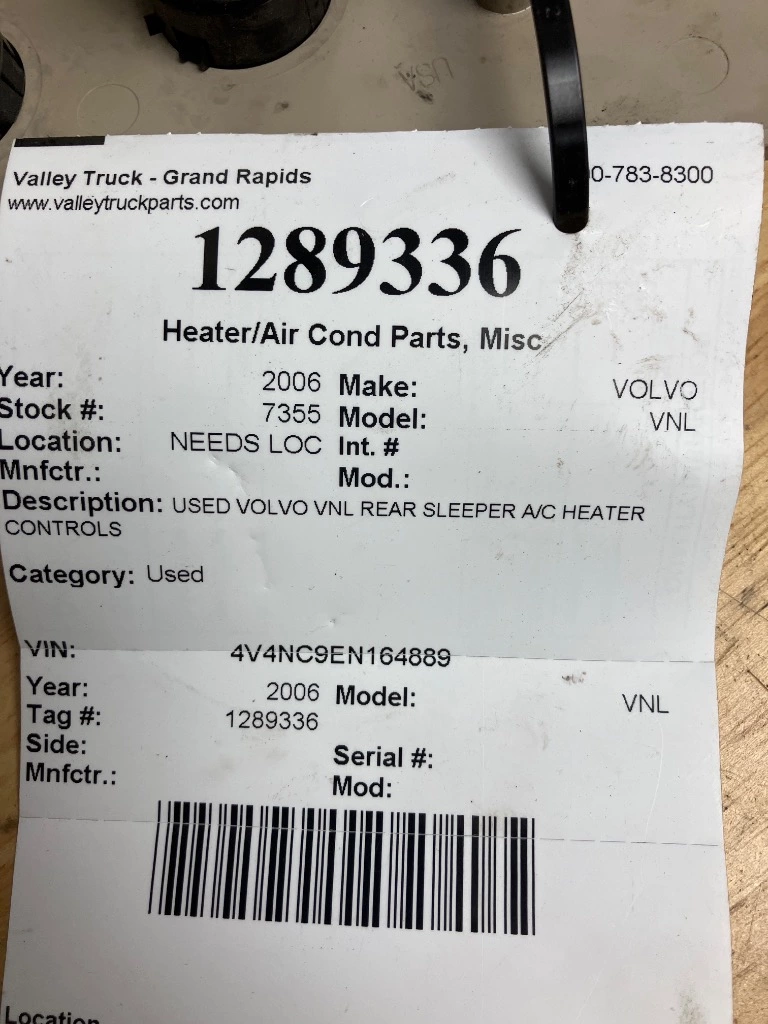 USA
Valley Truck - Grand Rapids 0-783-8300
www.valleytruckparts.com
1289336
Heater/Air Cond Parts, Misc
Year: 2006 Make: VOLVO
Stock #: 7355 Model: VNL
Location: NEEDS LOC Int. #
Mnfctr.: Mod.:
Description: USED VOLVO VNL REAR SLEEPER A/C HEATER
CONTROLS
Category: Used
VIN: 4V4NC9EN164889
Year: 2006 Model: VNL
Tag #: 1289336
Side: Serial #:
Mnfctr.: Mod:
Location